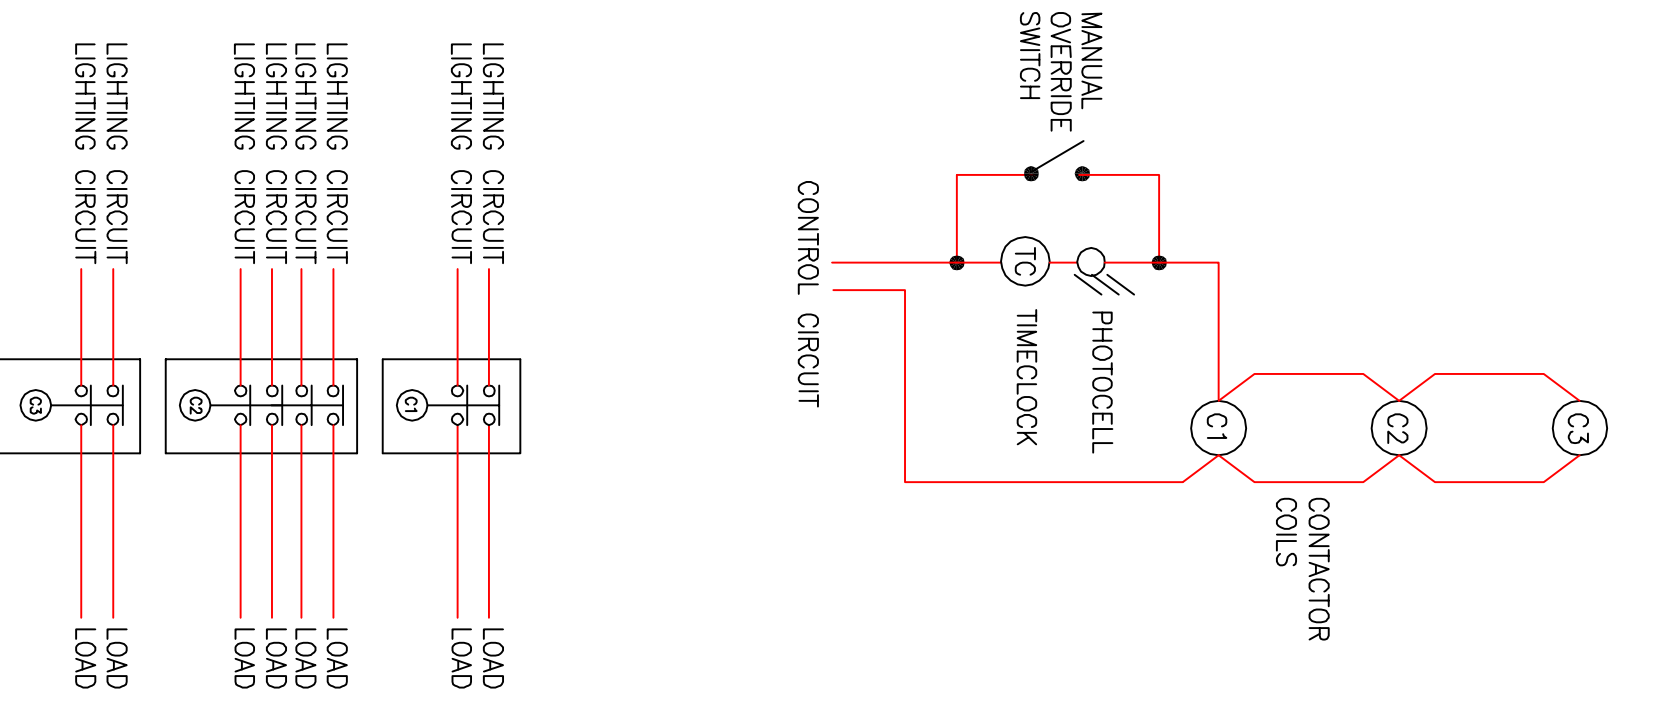 MANUAL
OVERRIDE
SWITCH
CONTROL CIRCUIT
TC
TIMECLOCK
PHOTOCELL
C1
C2
C3
CONTACTOR
COILS
LIGHTING CIRCUIT
LIGHTING CIRCUIT
C1
LOAD
LOAD
LIGHTING CIRCUIT
LIGHTING CIRCUIT
LIGHTING CIRCUIT
LIGHTING CIRCUIT
C2
LOAD
LOAD
LOAD
LOAD
LIGHTING CIRCUIT
LIGHTING CIRCUIT
C3
LOAD
LOAD